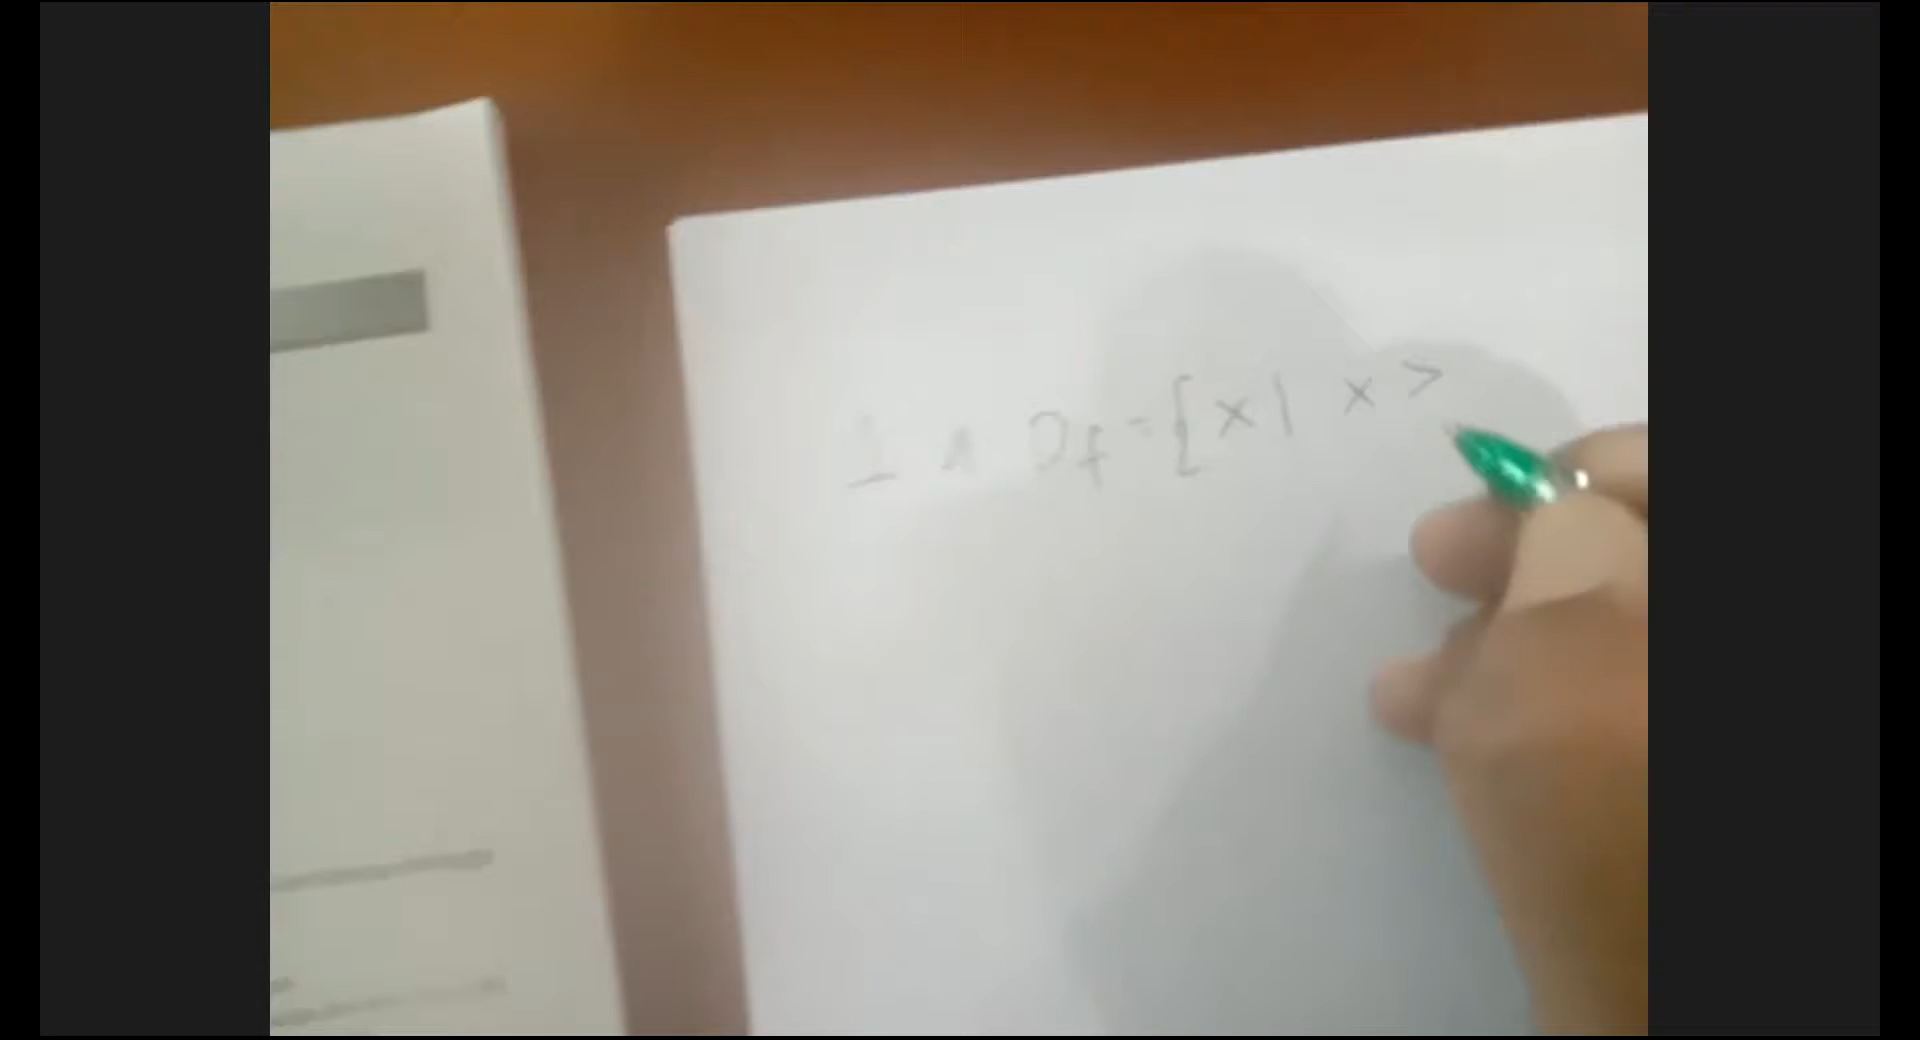 1 a Df = { x | x >